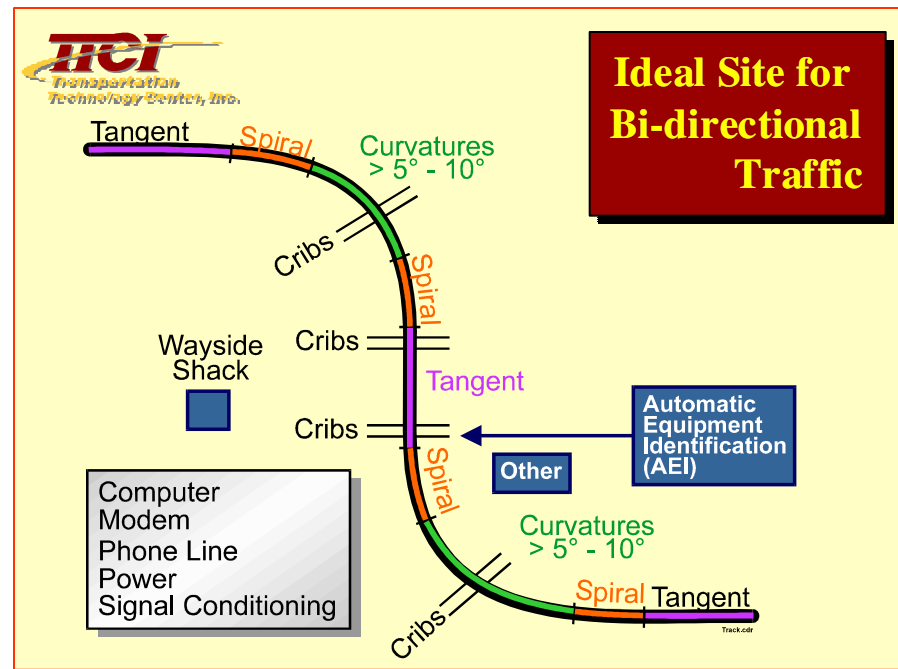 TTCI
Transportation
Technology Center, Inc.
Ideal Site for
Bi-directional
Traffic
Tangent
Spiral
Curvatures
> 5° - 10°
Cribs
Spiral
Cribs
Wayside
Shack
Tangent
Cribs
Automatic
Equipment
Identification
(AEI)
Other
Spiral
Computer
Modem
Phone Line
Power
Signal Conditioning
Curvatures
> 5° - 10°
Cribs
Spiral
Tangent
Track.cdr